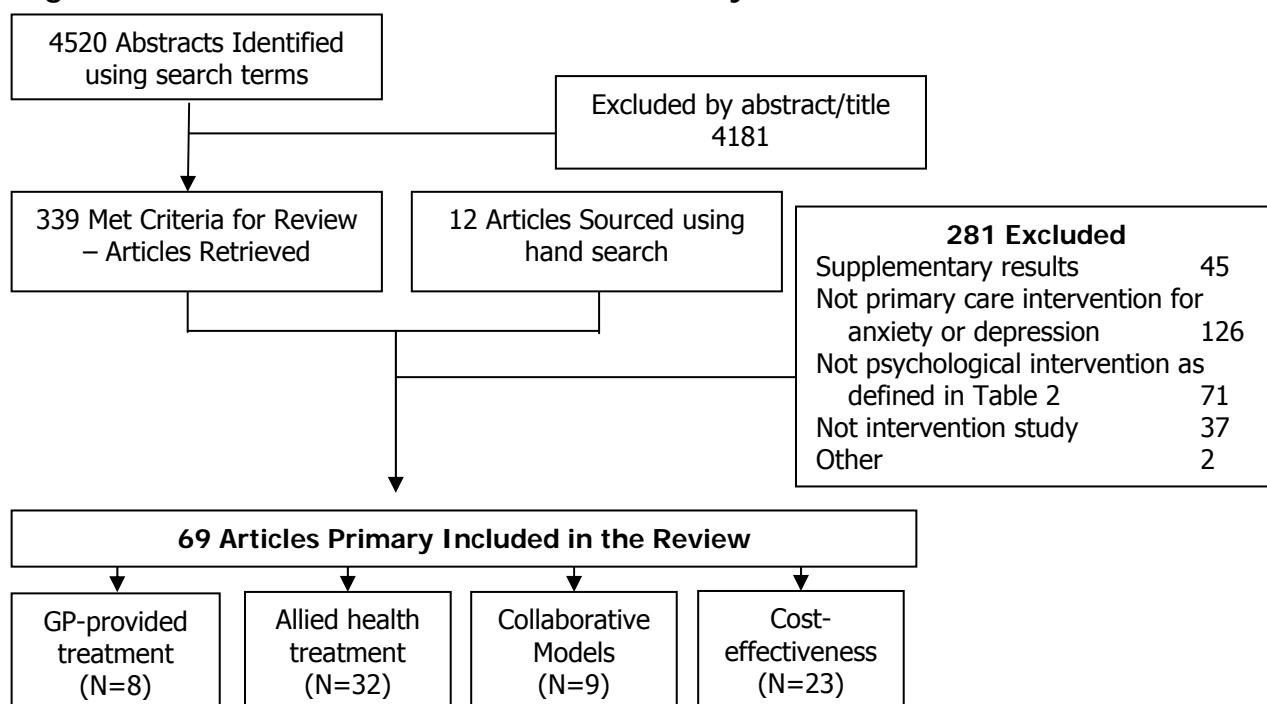 4520 Abstracts Identified
using search terms
Excluded by abstract/title
4181
339 Met Criteria for Review
– Articles Retrieved
12 Articles Sourced using
hand search
281 Excluded
Supplementary results 45
Not primary care intervention for
anxiety or depression 126
Not psychological intervention as
defined in Table 2 71
Not intervention study 37
Other 2
69 Articles Primary Included in the Review
GP-provided
treatment
(N=8)
Allied health
treatment
(N=32)
Collaborative
Models
(N=9)
Cost-
effectiveness
(N=23)